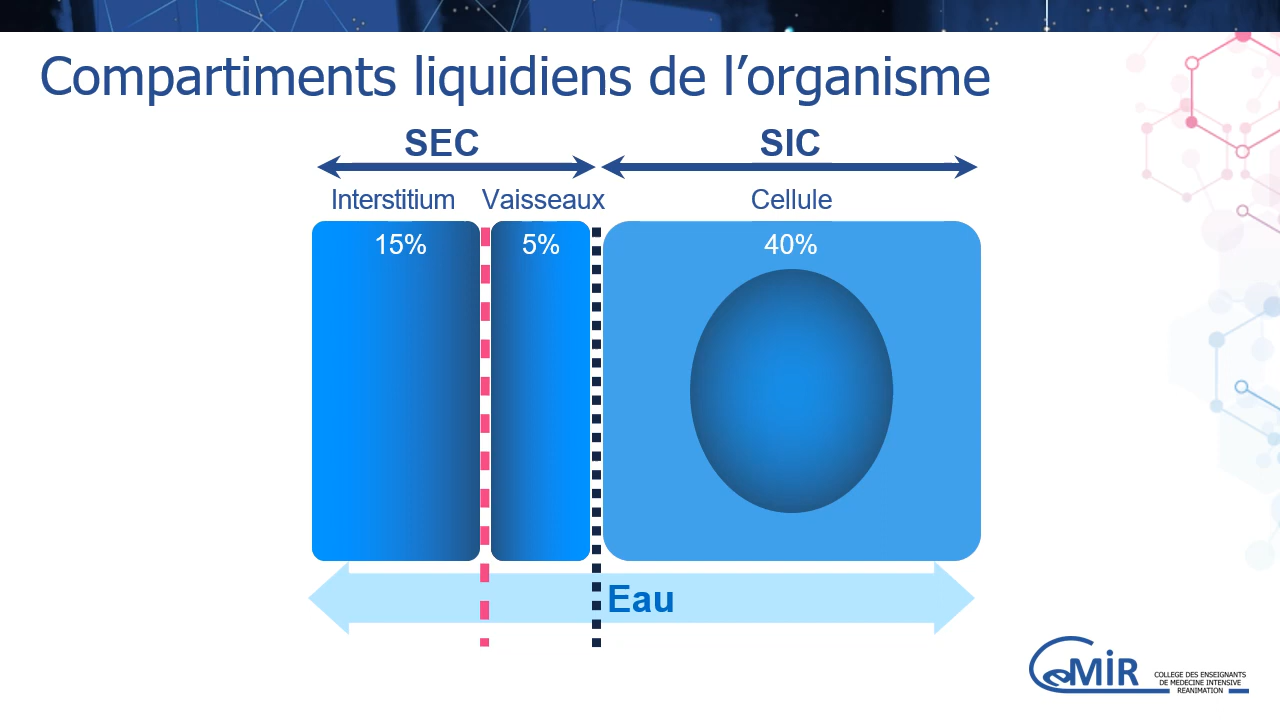 Compartiments liquidiens de l’organisme
SEC
SIC
Interstitium
Vaisseaux
Cellule
15%
5%
40%
Eau
eMIR
COLLEGE DES ENSEIGNANTS
DE MEDECINE INTENSIVE
REANIMATION